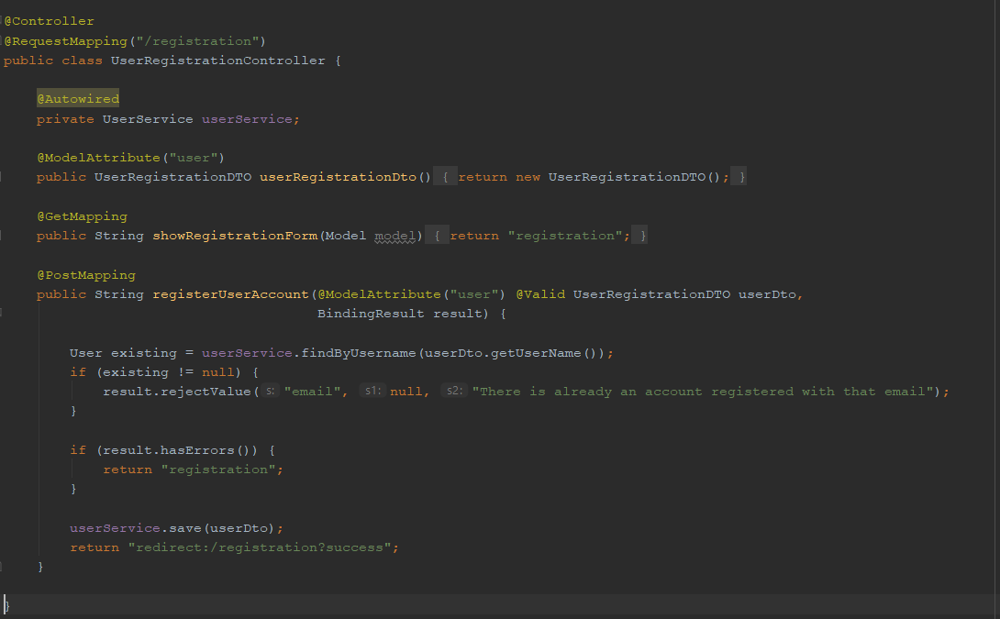 @Controller
@RequestMapping("/registration")
public class UserRegistrationController {
@Autowired
private UserService userService;
@ModelAttribute("user")
public UserRegistrationDTO userRegistrationDto() { return new UserRegistrationDTO(); }
@GetMapping
public String showRegistrationForm(Model model) { return "registration"; }
@PostMapping
public String registerUserAccount(@ModelAttribute("user") @Valid UserRegistrationDTO userDto,
BindingResult result) {
User existing = userService.findByUsername(userDto.getUserName());
if (existing != null) {
result.rejectValue( s: "email", s1: null, s2: "There is already an account registered with that email");
}
if (result.hasErrors()) {
return "registration";
}
userService.save(userDto);
return "redirect:/registration?success";
}
}